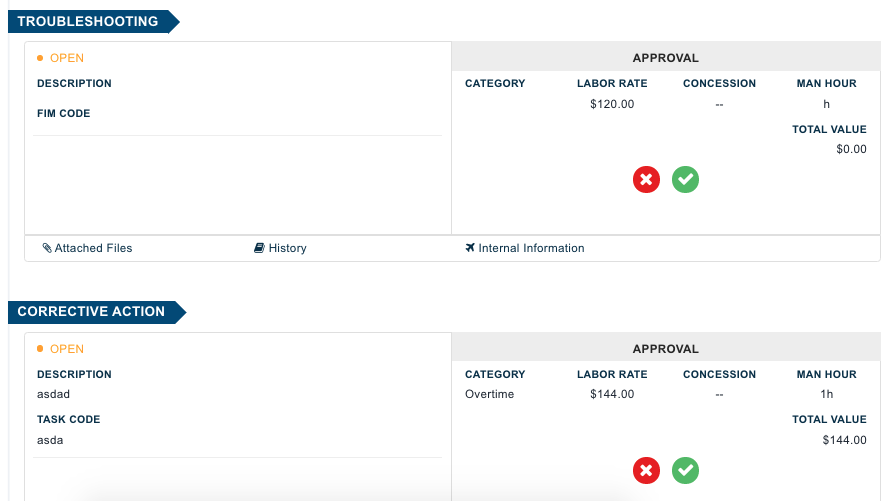 TROUBLESHOOTING
OPEN
APPROVAL
DESCRIPTION
CATEGORY LABOR RATE CONCESSION MAN HOUR
$120.00 -- h
FIM CODE
TOTAL VALUE
$0.00
Attached Files History Internal Information
CORRECTIVE ACTION
OPEN
APPROVAL
DESCRIPTION
CATEGORY LABOR RATE CONCESSION MAN HOUR
asdad
Overtime $144.00 -- 1h
TASK CODE
TOTAL VALUE
asda
$144.00